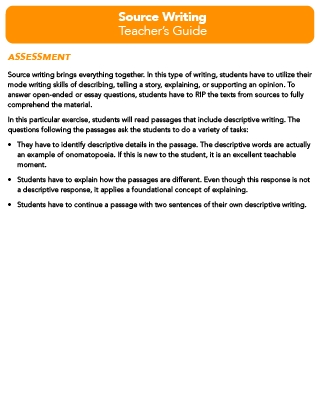 Source Writing
Teacher's Guide
ASSESSMENT
Source writing brings everything together. In this type of writing, students have to utilize their
mode writing skills of describing, telling a story, explaining, or supporting an opinion. To
answer open-ended or essay questions, students have to RIP the texts from sources to fully
comprehend the material.
In this particular exercise, students will read passages that include descriptive writing. The
questions following the passages ask the students to do a variety of tasks:
• They have to identify descriptive details in the passage. The descriptive words are actually
an example of onomatopoeia. If this is new to the student, it is an excellent teachable
moment.
• Students have to explain how the passages are different. Even though this response is not
a descriptive response, it applies a foundational concept of explaining.
• Students have to continue a passage with two sentences of their own descriptive writing.